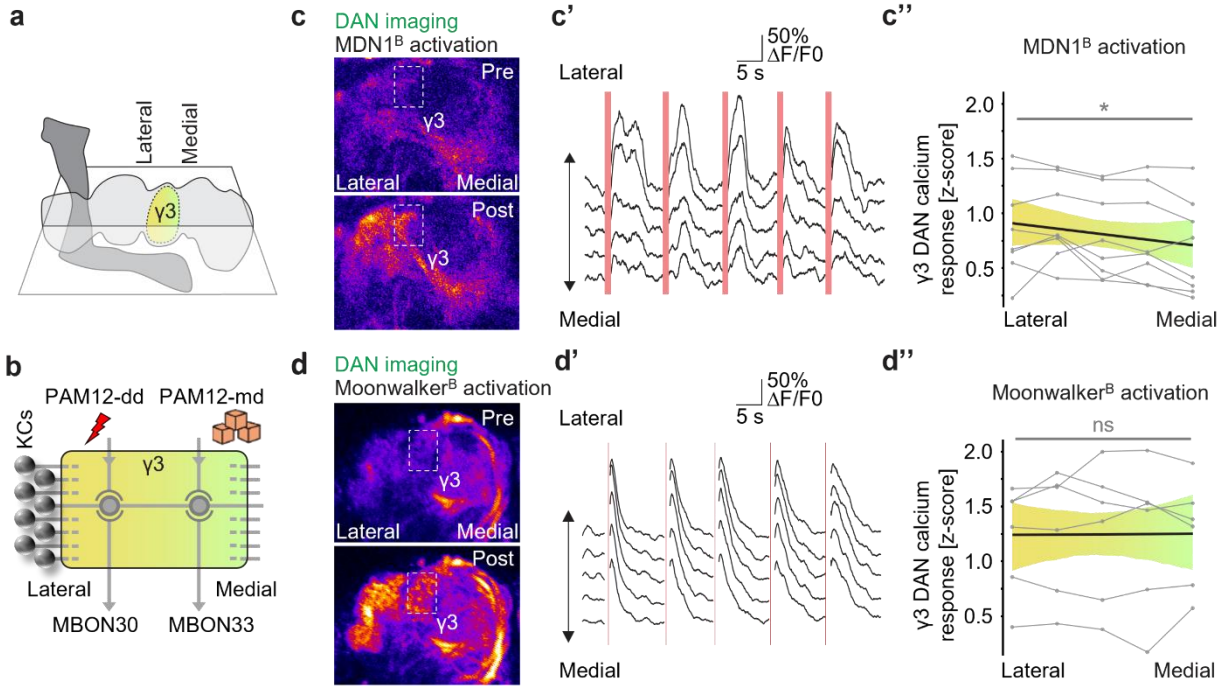 a
Lateral
Medial
γ3
b
PAM12-dd
PAM12-md
KCs
γ3
Lateral
Medial
MBON30
MBON33
c
DAN imaging
MDN1ᴮ activation
Pre
γ3
Lateral
Medial
Post
γ3
c'
50%
ΔF/F0
5 s
Lateral
Medial
c''
MDN1ᴮ activation
*
2.0
1.5
1.0
0.5
γ3 DAN calcium
response [z-score]
Lateral
Medial
d
DAN imaging
Moonwalkerᴮ activation
Pre
γ3
Lateral
Medial
Post
γ3
d'
50%
ΔF/F0
5 s
Lateral
Medial
d''
Moonwalkerᴮ activation
ns
2.0
1.5
1.0
0.5
γ3 DAN calcium
response [z-score]
Lateral
Medial